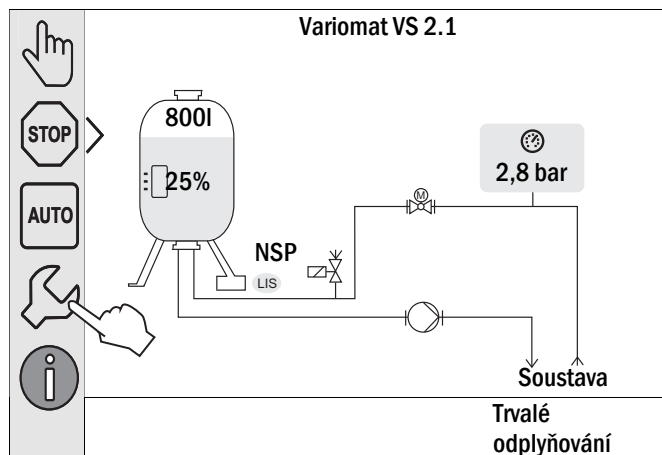 Variomat VS 2.1
800l
STOP
2,8 bar
25%
M
AUTO
NSP
LIS
Soustava
Trvalé
odplyňování